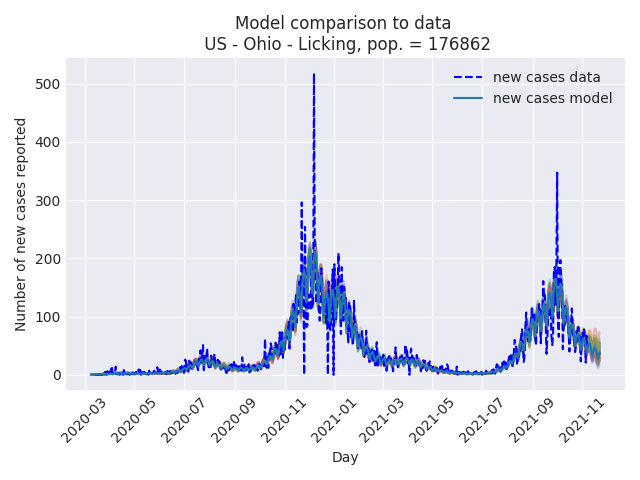 Model comparison to data
US - Ohio - Licking, pop. = 176862
new cases data
new cases model
Number of new cases reported
500
400
300
200
100
0
2020-03
2020-05
2020-07
2020-09
2020-11
2021-01
2021-03
2021-05
2021-07
2021-09
2021-11
Day